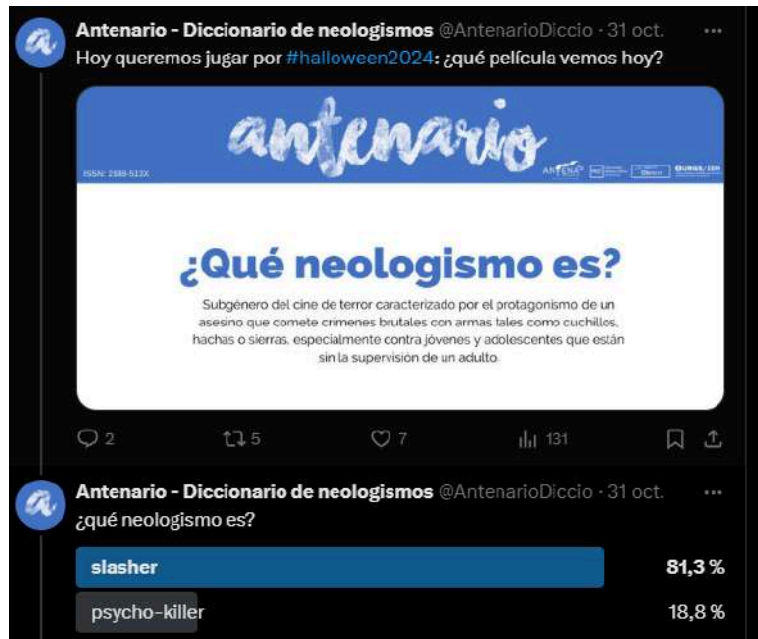 Antenario - Diccionario de neologismos @AntenarioDiccio · 31 oct.
Hoy queremos jugar por #halloween2024: ¿qué película vemos hoy?
antenario
ISSN: 2386-513X
ANTENA
¿Qué neologismo es?
Subgénero del cine de terror caracterizado por el protagonismo de un
asesino que comete crímenes brutales con armas tales como cuchillos,
hachas o sierras, especialmente contra jóvenes y adolescentes que están
sin la supervisión de un adulto.
2 5 7 131
Antenario - Diccionario de neologismos @AntenarioDiccio · 31 oct.
¿qué neologismo es?
slasher 81,3 %
psycho-killer 18,8 %